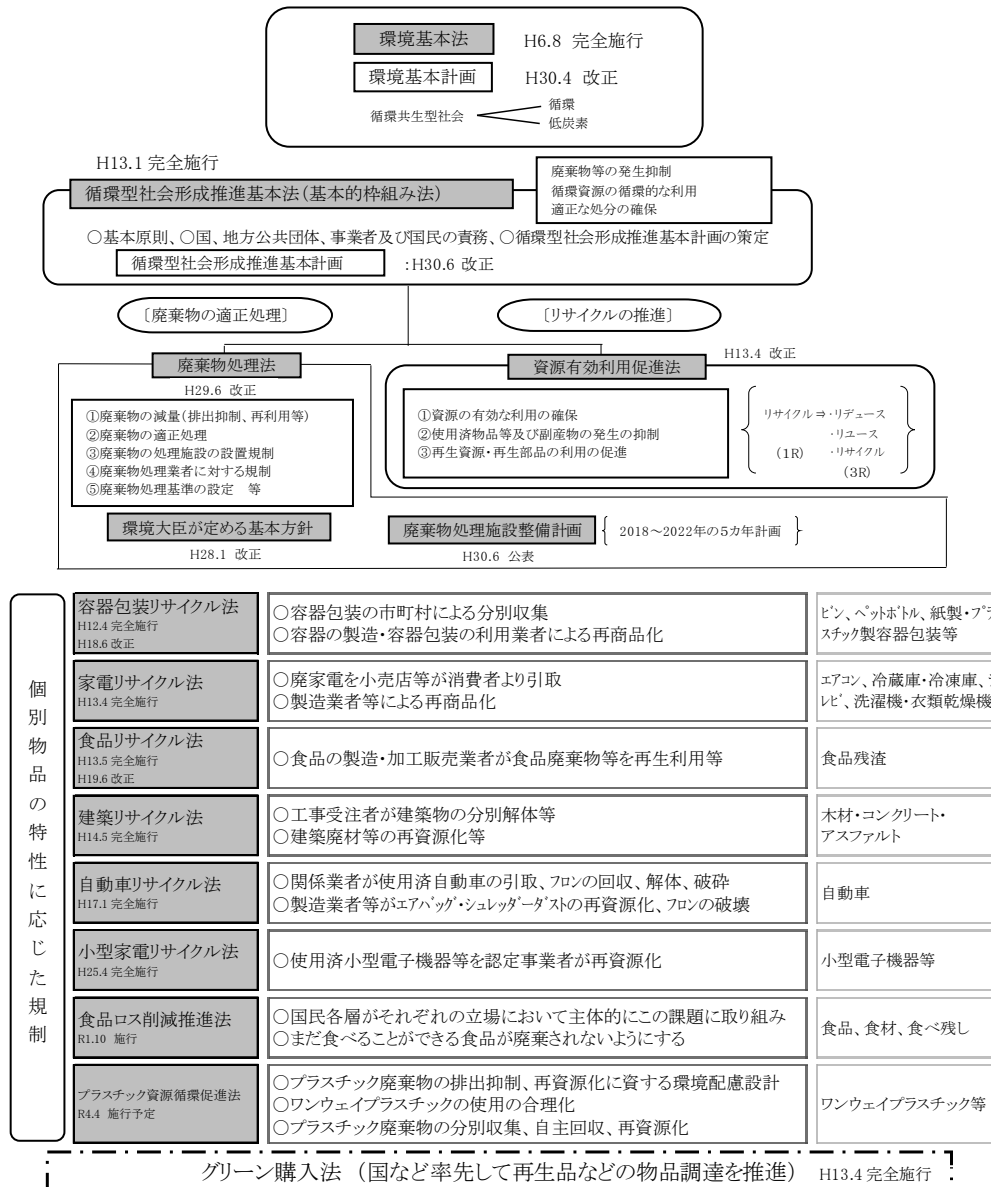 環境基本法 H6.8 完全施行
環境基本計画 H30.4 改正
循環共生型社会
循環
低炭素
H13.1 完全施行
循環型社会形成推進基本法(基本的枠組み法)
廃棄物等の発生抑制
循環資源の循環的な利用
適正な処分の確保
○基本原則、○国、地方公共団体、事業者及び国民の責務、○循環型社会形成推進基本計画の策定
循環型社会形成推進基本計画 :H30.6 改正
〔廃棄物の適正処理〕
〔リサイクルの推進〕
廃棄物処理法
H29.6 改正
①廃棄物の減量(排出抑制、再利用等)
②廃棄物の適正処理
③廃棄物の処理施設の設置規制
④廃棄物処理業者に対する規制
⑤廃棄物処理基準の設定 等
資源有効利用促進法
H13.4 改正
①資源の有効な利用の確保
②使用済物品等及び副産物の発生の抑制
③再生資源・再生部品の利用の促進
リサイクル ⇒ ・リデュース
・リユース
(1R) ・リサイクル
(3R)
環境大臣が定める基本方針
H28.1 改正
廃棄物処理施設整備計画
2018~2022年の5カ年計画
H30.6 公表
個別物品の特性に応じた規制
容器包装リサイクル法
H12.4 完全施行
H18.6 改正
○容器包装の市町村による分別収集
○容器の製造・容器包装の利用業者による再商品化
ビン、ペットボトル、紙製・プラ
スチック製容器包装等
家電リサイクル法
H13.4 完全施行
○廃家電を小売店等が消費者より引取
○製造業者等による再商品化
エアコン、冷蔵庫・冷凍庫、
レビ、洗濯機・衣類乾燥機
食品リサイクル法
H13.5 完全施行
H19.6 改正
○食品の製造・加工販売業者が食品廃棄物等を再生利用等
食品残渣
建築リサイクル法
H14.5 完全施行
○工事受注者が建築物の分別解体等
○建築廃材等の再資源化等
木材・コンクリート・
アスファルト
自動車リサイクル法
H17.1 完全施行
○関係業者が使用済自動車の引取、フロンの回収、解体、破砕
○製造業者等がエアバッグ・シュレッダーダストの再資源化、フロンの破壊
自動車
小型家電リサイクル法
H25.4 完全施行
○使用済小型電子機器等を認定事業者が再資源化
小型電子機器等
食品ロス削減推進法
R1.10 施行
○国民各層がそれぞれの立場において主体的にこの課題に取り組み
○まだ食べることができる食品が廃棄されないようにする
食品、食材、食べ残し
プラスチック資源循環促進法
R4.4 施行予定
○プラスチック廃棄物の排出抑制、再資源化に資する環境配慮設計
○ワンウェイプラスチックの使用の合理化
○プラスチック廃棄物の分別収集、自主回収、再資源化
ワンウェイプラスチック等
グリーン購入法 (国など率先して再生品などの物品調達を推進) H13.4 完全施行